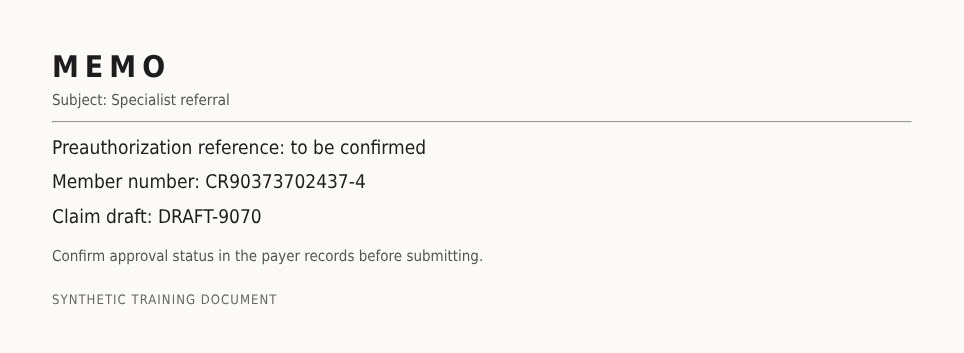 MEMO
Subject: Specialist referral
Preauthorization reference: to be confirmed
Member number: CR90373702437-4
Claim draft: DRAFT-9070
Confirm approval status in the payer records before submitting.
SYNTHETIC TRAINING DOCUMENT